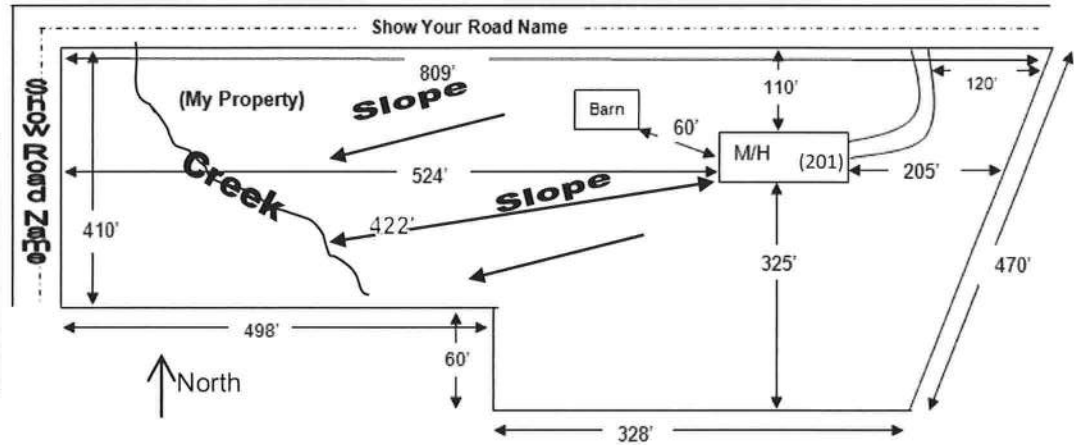 Show Your Road Name
Show Road Name
809'
(My Property)
Slope
Barn
110'
120'
60'
M/H
(201)
Creek
524'
Slope
205'
410'
422'
325'
470'
498'
60'
North
328'